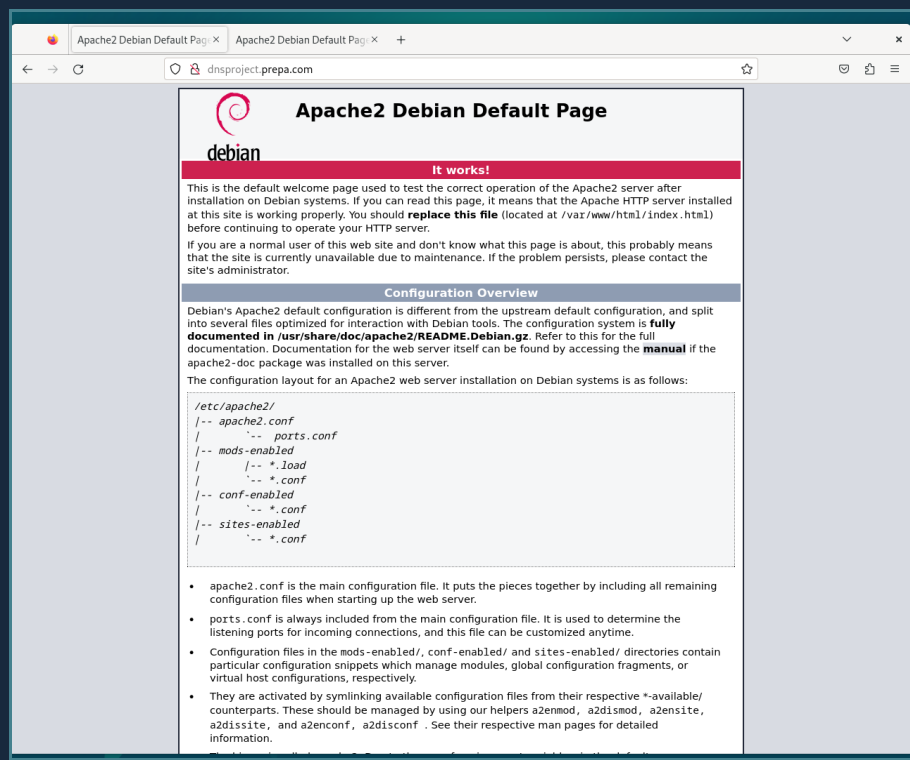 Apache2 Debian Default Page
Apache2 Debian Default Page
dnsproject.prepa.com
debian
Apache2 Debian Default Page
It works!
This is the default welcome page used to test the correct operation of the Apache2 server after
installation on Debian systems. If you can read this page, it means that the Apache HTTP server installed
at this site is working properly. You should replace this file (located at /var/www/html/index.html)
before continuing to operate your HTTP server.
If you are a normal user of this web site and don't know what this page is about, this probably means
that the site is currently unavailable due to maintenance. If the problem persists, please contact the
site's administrator.
Configuration Overview
Debian's Apache2 default configuration is different from the upstream default configuration, and split
into several files optimized for interaction with Debian tools. The configuration system is fully
documented in /usr/share/doc/apache2/README.Debian.gz. Refer to this for the full
documentation. Documentation for the web server itself can be found by accessing the manual if the
apache2-doc package was installed on this server.
The configuration layout for an Apache2 web server installation on Debian systems is as follows:
/etc/apache2/
|-- apache2.conf
|       `--  ports.conf
|-- mods-enabled
|       |-- *.load
|       `-- *.conf
|-- conf-enabled
|       `-- *.conf
|-- sites-enabled
|       `-- *.conf
• apache2.conf is the main configuration file. It puts the pieces together by including all remaining
configuration files when starting up the web server.
• ports.conf is always included from the main configuration file. It is used to determine the
listening ports for incoming connections, and this file can be customized anytime.
• Configuration files in the mods-enabled/, conf-enabled/ and sites-enabled/ directories contain
particular configuration snippets which manage modules, global configuration fragments, or
virtual host configurations, respectively.
• They are activated by symlinking available configuration files from their respective *-available/
counterparts. These should be managed by using our helpers a2enmod, a2dismod, a2ensite,
a2dissite, and a2enconf, a2disconf . See their respective man pages for detailed
information.